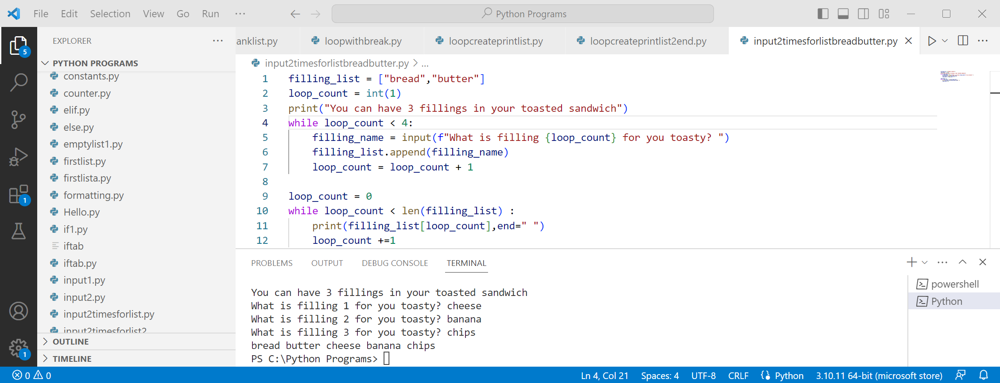 File Edit Selection View Go Run ...
Python Programs
EXPLORER ...
PYTHON PROGRAMS
constants.py
counter.py
elif.py
else.py
emptylist1.py
firstlist.py
firstlista.py
formatting.py
Hello.py
if1.py
iftab
iftab.py
input1.py
input2.py
input2timesforlist.py
input2timesforlist2
OUTLINE
TIMELINE
5
1
1
anklist.py loopwithbreak.py loopcreateprintlist.py loopcreateprintlist2end.py input2timesforlistbreadbutter.py
input2timesforlistbreadbutter.py > ...
1 filling_list = ["bread","butter"]
2 loop_count = int(1)
3 print("You can have 3 fillings in your toasted sandwich")
4 while loop_count < 4:
5 filling_name = input(f"What is filling {loop_count} for you toasty? ")
6 filling_list.append(filling_name)
7 loop_count = loop_count + 1
8
9 loop_count = 0
10 while loop_count < len(filling_list) :
11 print(filling_list[loop_count],end=" ")
12 loop_count +=1
PROBLEMS OUTPUT DEBUG CONSOLE TERMINAL
You can have 3 fillings in your toasted sandwich
What is filling 1 for you toasty? cheese
What is filling 2 for you toasty? banana
What is filling 3 for you toasty? chips
bread butter cheese banana chips
PS C:\Python Programs>
powershell
Python
0 0 Ln 4, Col 21 Spaces: 4 UTF-8 CRLF Python 3.10.11 64-bit (microsoft store)